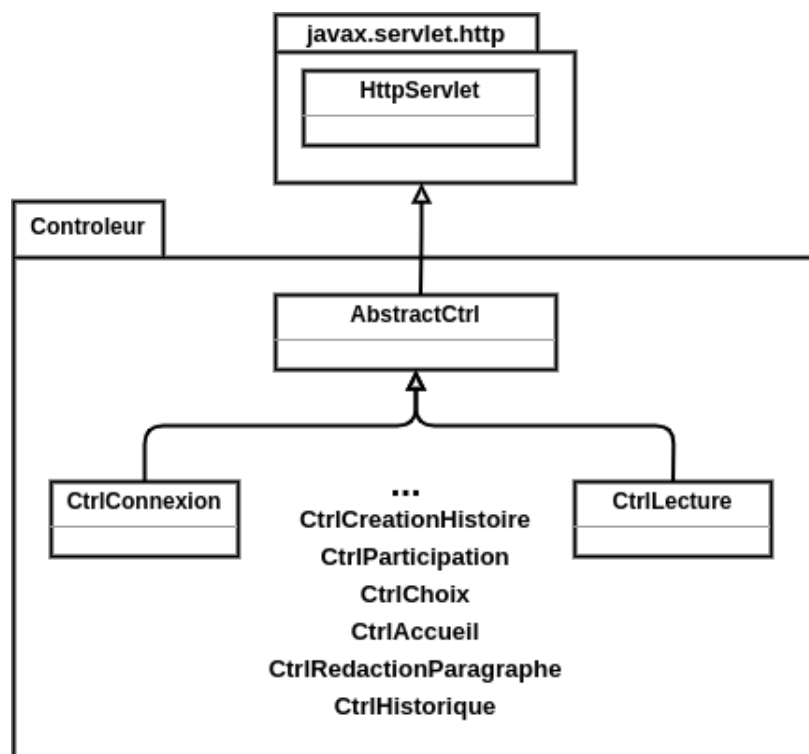 javax.servlet.http
HttpServlet
Controleur
AbstractCtrl
CtrlConnexion
...
CtrlLecture
CtrlCreationHistoire
CtrlParticipation
CtrlChoix
CtrlAccueil
CtrlRedactionParagraphe
CtrlHistorique